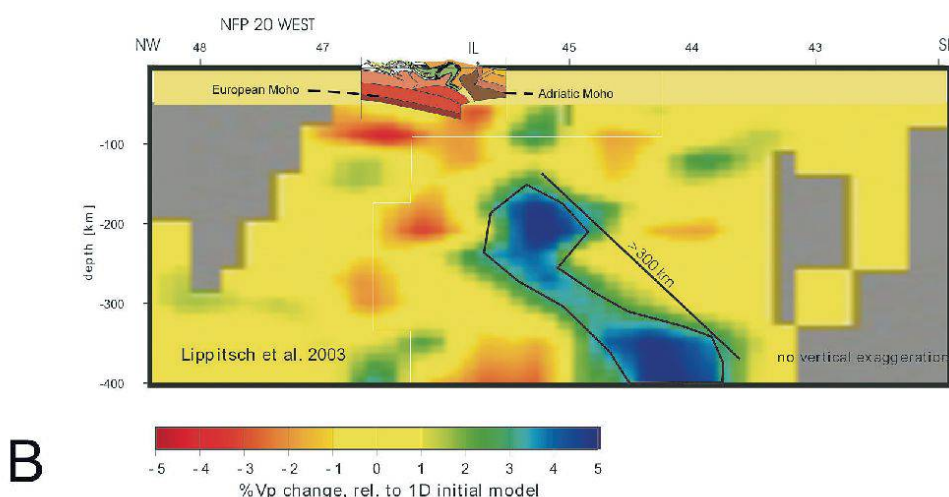 NFP 20 WEST
NW 48 47 IL 45 44 43 SE
European Moho
Adriatic Moho
-100
-200
-300
-400
depth [km]
>300 km
Lippitsch et al. 2003
no vertical exaggeration
B
-5 -4 -3 -2 -1 0 1 2 3 4 5
%Vp change, rel. to 1D initial model